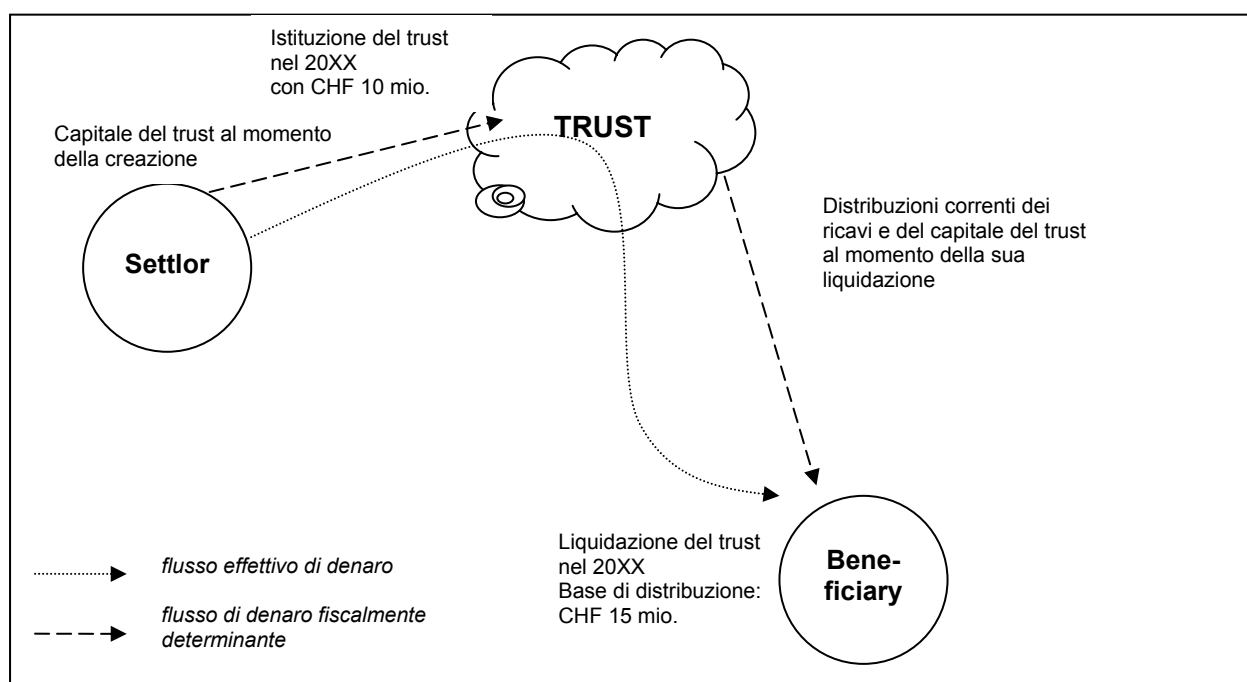 Istituzione del trust
nel 20XX
con CHF 10 mio.
TRUST
Capitale del trust al momento
della creazione
Settlor
Distribuzioni correnti dei
ricavi e del capitale del trust
al momento della sua
liquidazione
Liquidazione del trust
nel 20XX
Base di distribuzione:
CHF 15 mio.
Bene-
ficiary
flusso effettivo di denaro
flusso di denaro fiscalmente
determinante